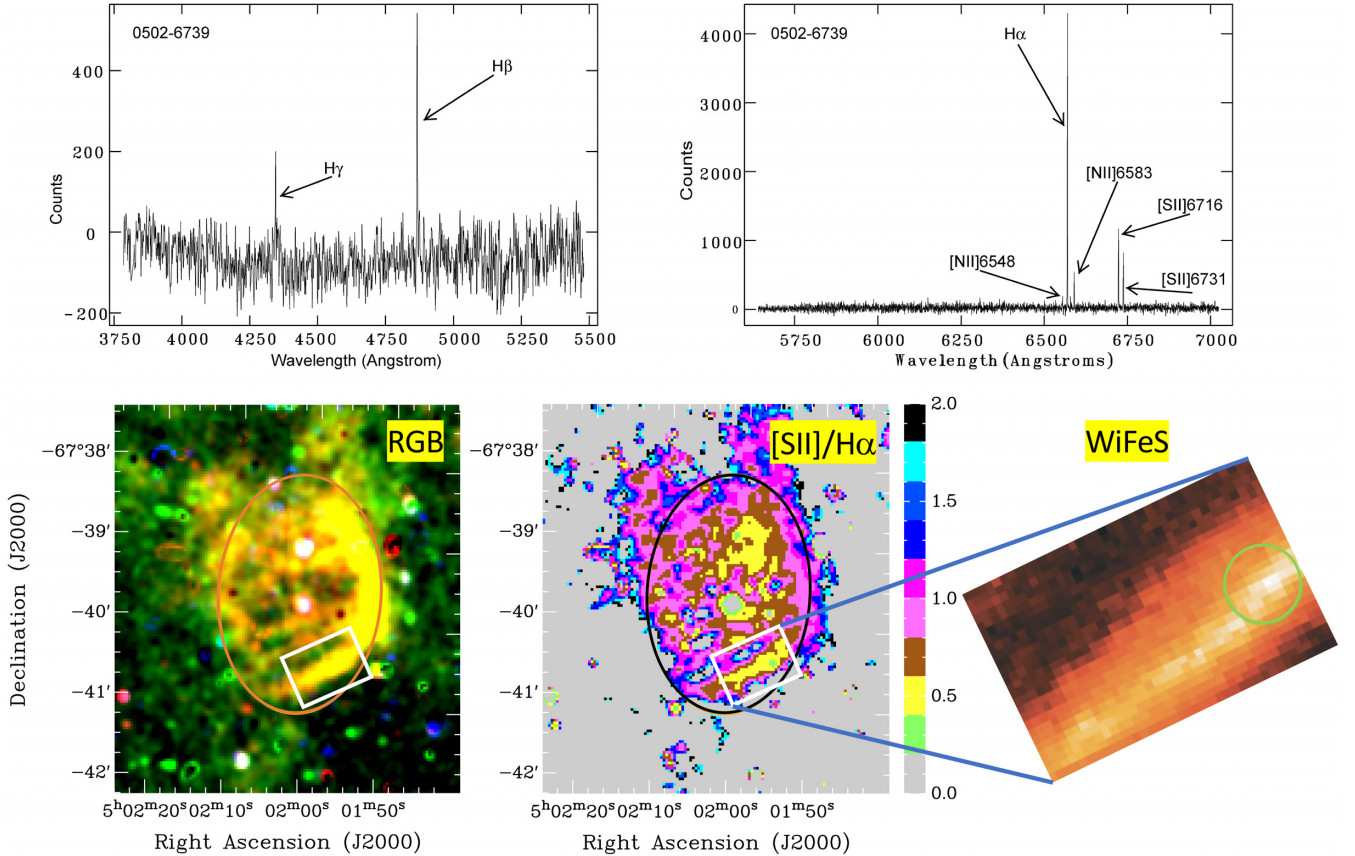 0502-6739
Hβ
Hγ
400
200
0
-200
Counts
3750 4000 4250 4500 4750 5000 5250 5500
Wavelength (Angstrom)
0502-6739
Hα
[NII]6583
[SII]6716
[NII]6548
[SII]6731
4000
3000
2000
1000
0
Counts
5750 6000 6250 6500 6750 7000
Wavelength(Angstroms)
RGB
−67°38′
−39′
−40′
−41′
−42′
Declination (J2000)
5h02m20s 02m10s 02m00s 01m50s
Right Ascension (J2000)
[SII]/Hα
−67°38′
−39′
−40′
−41′
−42′
5h02m20s 02m10s 02m00s 01m50s
Right Ascension (J2000)
2.0
1.5
1.0
0.5
0.0
WiFeS